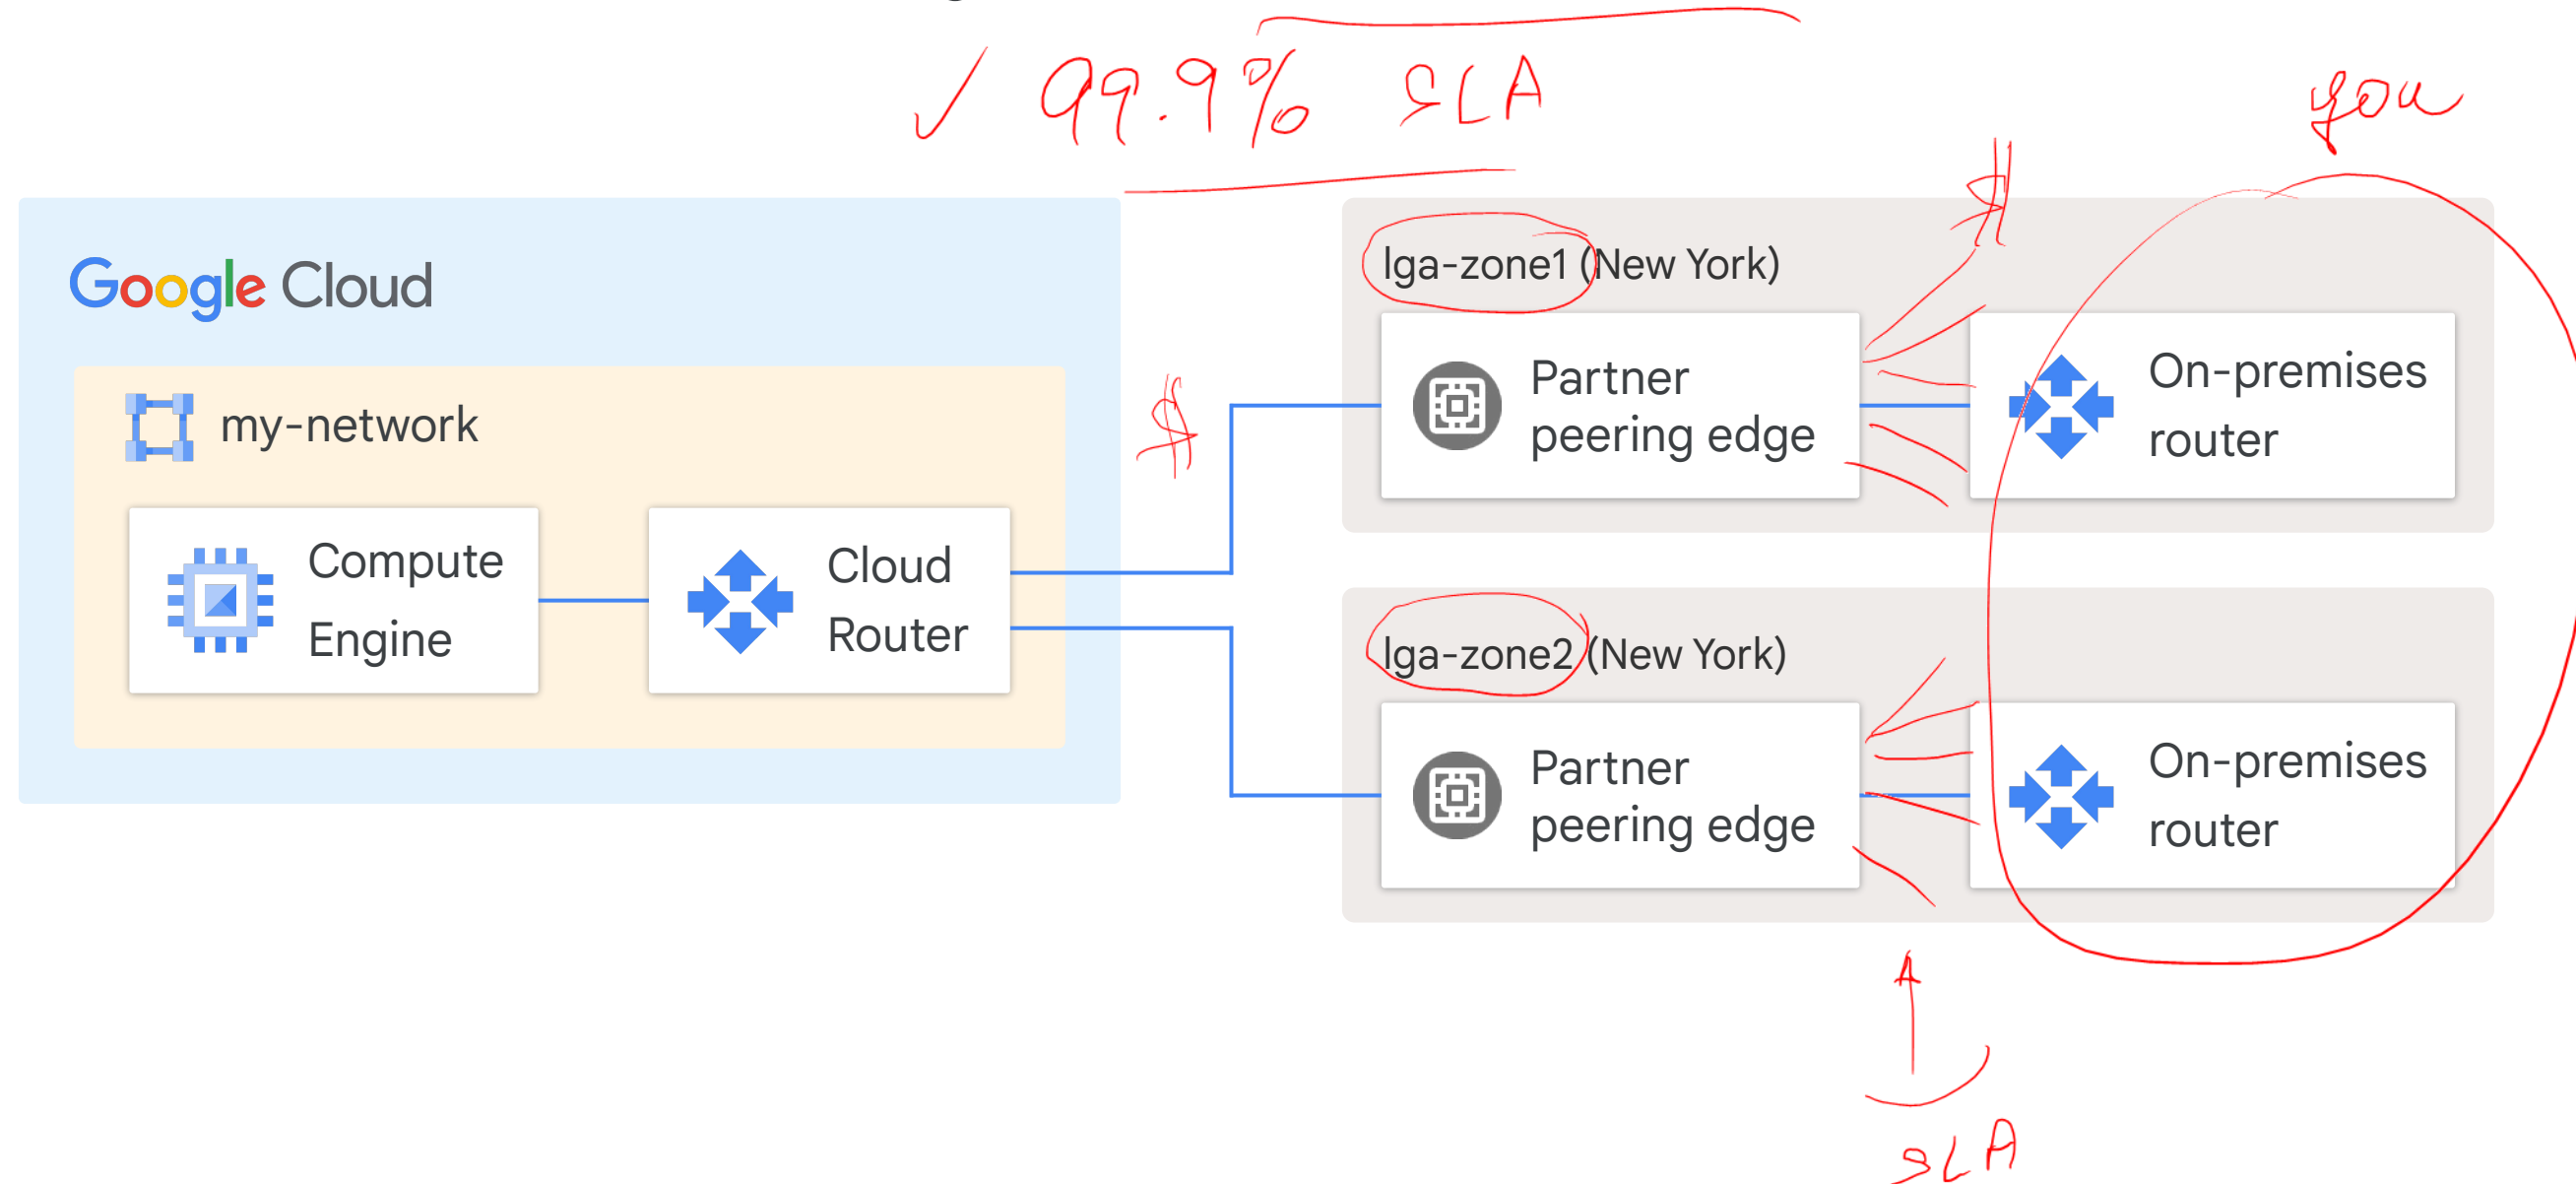 99.9% SLA
you
Google Cloud
my-network
Compute
Engine
Cloud
Router
$
$
lga-zone1 (New York)
Partner
peering edge
On-premises
router
lga-zone2 (New York)
Partner
peering edge
On-premises
router
SLA